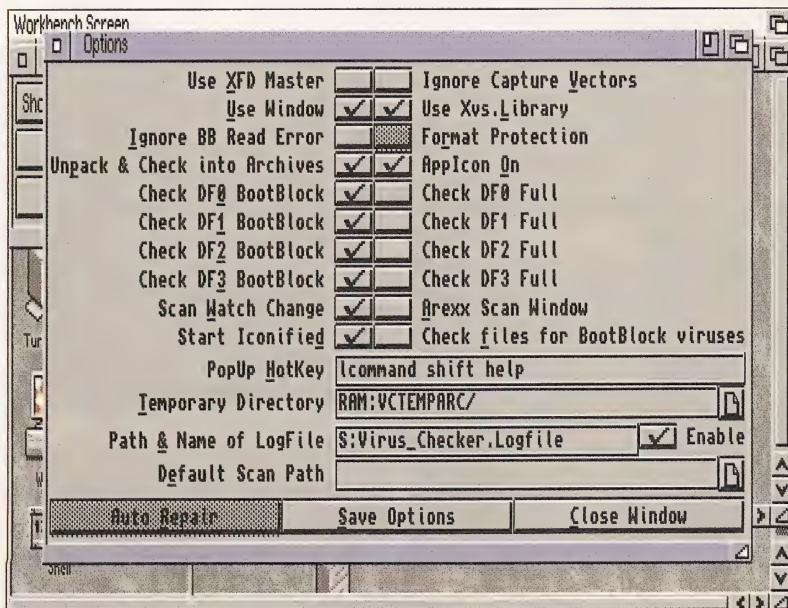 Workbench Screen
Options
Sho
Use XFD Master Ignore Capture Vectors
Use Window Use Xvs.Library
Ignore BB Read Error Format Protection
Unpack & Check into Archives AppIcon On
Check DF0 BootBlock Check DF0 Full
Check DF1 BootBlock Check DF1 Full
Check DF2 BootBlock Check DF2 Full
Check DF3 BootBlock Check DF3 Full
Scan Watch Change Arexx Scan Window
Start Iconified Check files for BootBlock viruses
Tur
PopUp HotKey lcommand shift help
Temporary Directory RAM:VCTEMPARC/
Path & Name of LogFile S:Virus_Checker.Logfile Enable
W
Default Scan Path
Auto Repair Save Options Close Window
Shell